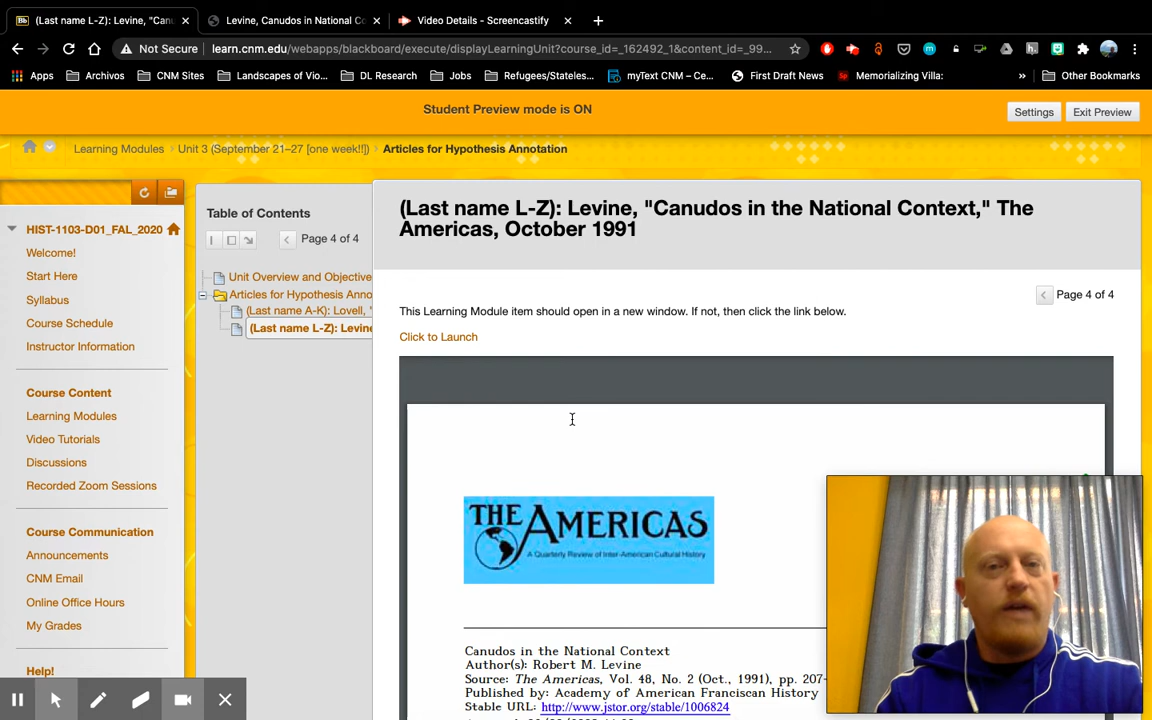 (Last name L-Z): Levine, "Canu
Levine, Canudos in National Co
Video Details - Screencastify
Not Secure
learn.cnm.edu/webapps/blackboard/execute/displayLearningUnit?course_id=_162492_1&content_id=_99...
Apps
Archivos
CNM Sites
Landscapes of Vio...
DL Research
Jobs
Refugees/Stateles...
myText CNM – Ce...
First Draft News
Memorializing Villa:
»
Other Bookmarks
Student Preview mode is ON
Settings
Exit Preview
Learning Modules
Unit 3 (September 21–27 [one week!!])
Articles for Hypothesis Annotation
HIST-1103-D01_FAL_2020
Welcome!
Start Here
Syllabus
Course Schedule
Instructor Information
Course Content
Learning Modules
Video Tutorials
Discussions
Recorded Zoom Sessions
Course Communication
Announcements
CNM Email
Online Office Hours
My Grades
Help!
Table of Contents
Page 4 of 4
Unit Overview and Objective
Articles for Hypothesis Anno
(Last name A-K): Lovell, "
(Last name L-Z): Levine
(Last name L-Z): Levine, "Canudos in the National Context," The
Americas, October 1991
Page 4 of 4
This Learning Module item should open in a new window. If not, then click the link below.
Click to Launch
THE AMERICAS
A Quarterly Review of Inter-American Cultural History
Canudos in the National Context
Author(s): Robert M. Levine
Source: The Americas, Vol. 48, No. 2 (Oct., 1991), pp. 207-
Published by: Academy of American Franciscan History
Stable URL: http://www.jstor.org/stable/1006824